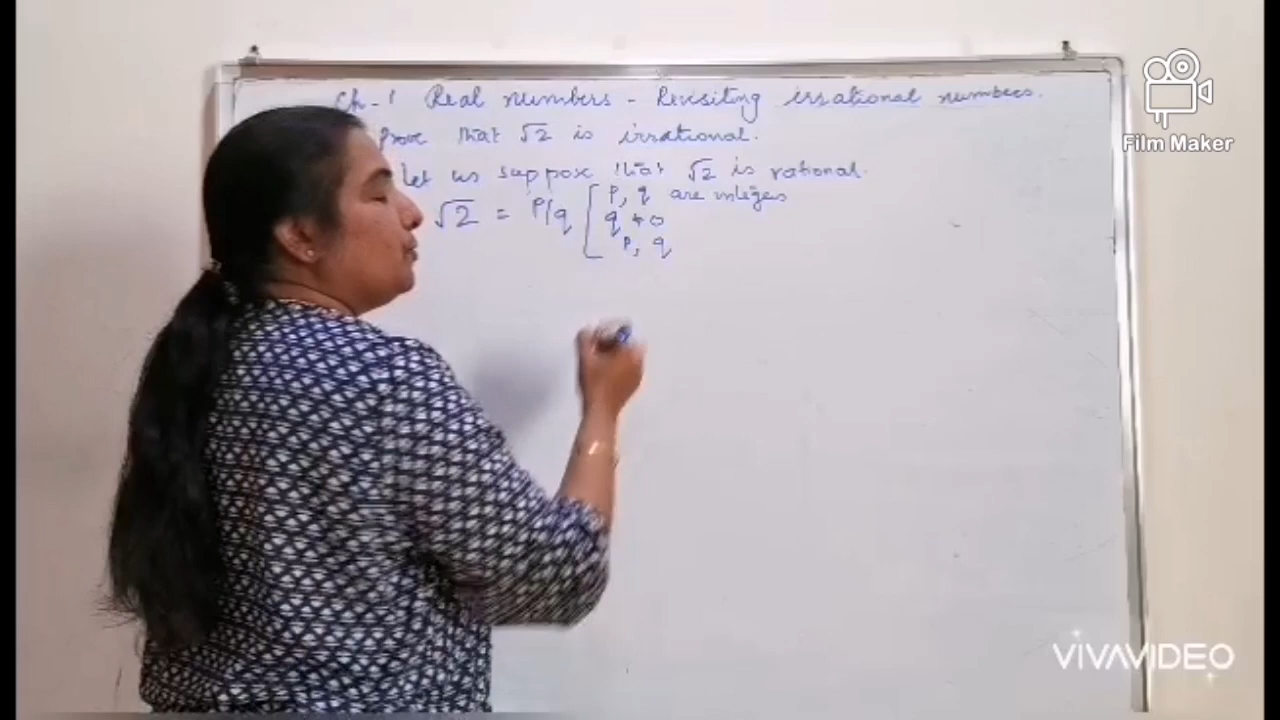 Ch - 1 Real numbers - Revisiting irrational numbers.
Prove that √2 is irrational.
Let us suppose that √2 is rational.
√2 = P/q [ P, q are integers
q ≠ 0
P, q
Film Maker
VIVAVIDEO